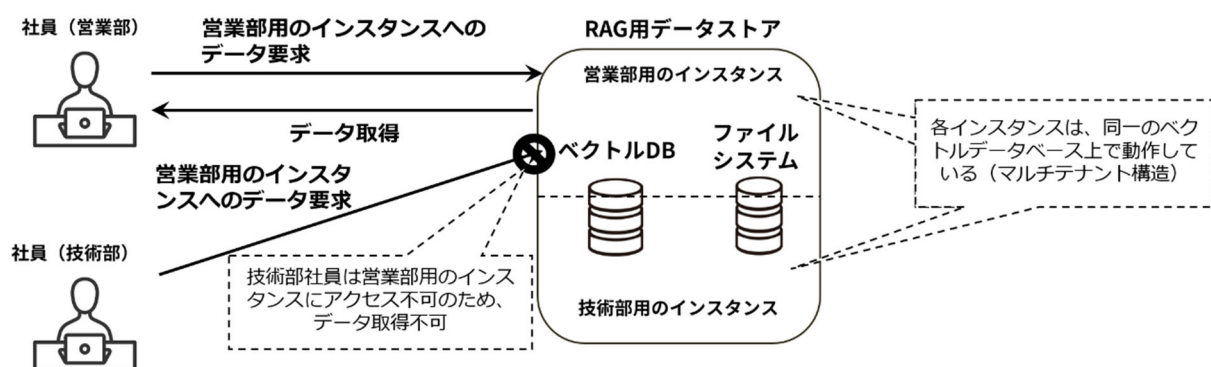 社員（営業部）
営業部用のインスタンスへの
データ要求
データ取得
営業部用のインスタ
ンスへのデータ要求
社員（技術部）
技術部社員は営業部用のインス
タンスにアクセス不可のため、
データ取得不可
RAG用データストア
営業部用のインスタンス
ベクトルDB
ファイル
システム
技術部用のインスタンス
各インスタンスは、同一のベク
トルデータベース上で動作して
いる（マルチテナント構造）